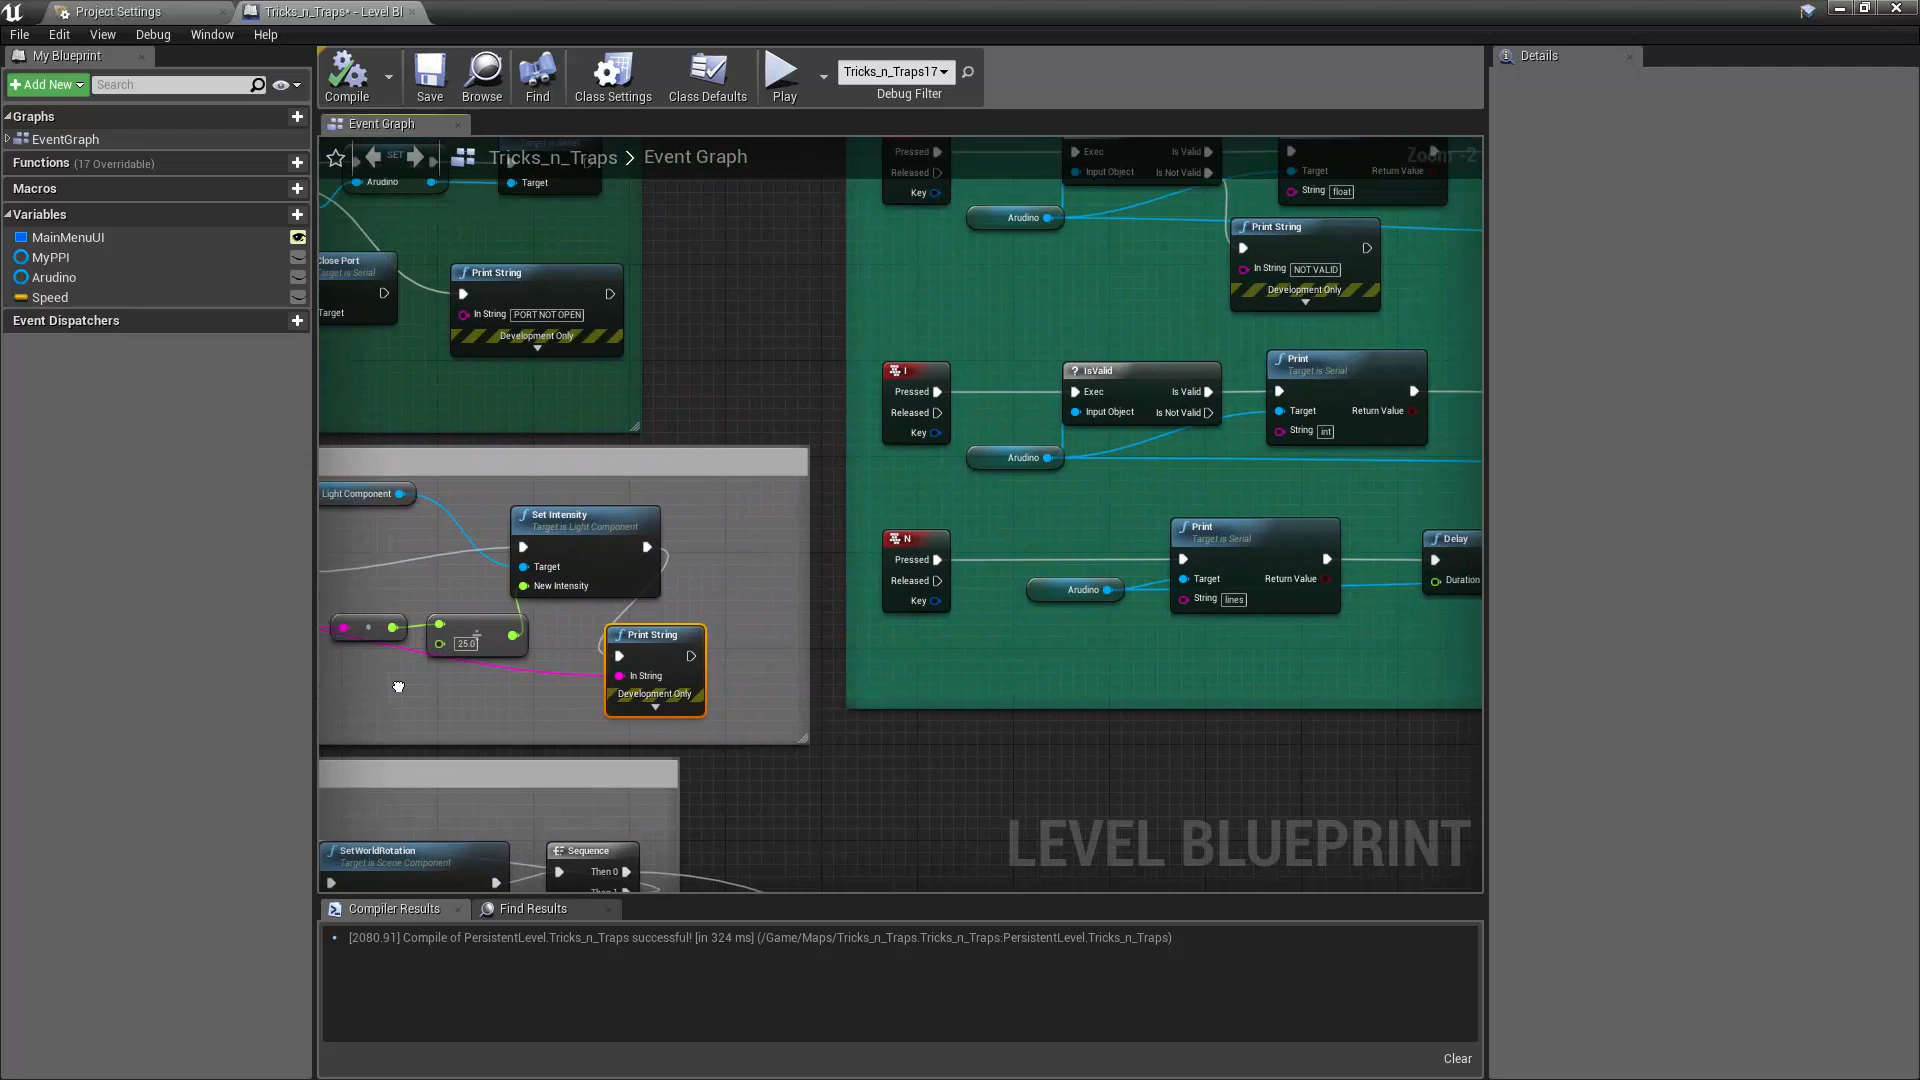 Project Settings
Tricks_n_Traps* - Level Bl
File Edit View Debug Window Help
My Blueprint
Add New
Search
Graphs
EventGraph
Functions (17 Overridable)
Macros
Variables
MainMenuUI
MyPPI
Arudino
Speed
Event Dispatchers
Compile
Save
Browse
Find
Class Settings
Class Defaults
Play
Tricks_n_Traps17
Debug Filter
Details
Event Graph
Tricks_n_Traps > Event Graph
Zoom -2
SET
Arudino
Target
Close Port
Target is Serial
Target
Print String
In String PORT NOT OPEN
Development Only
Pressed
Released
Key
Exec Is Valid
Input Object Is Not Valid
Arudino
Target Return Value
String float
Print String
In String NOT VALID
Development Only
I
Pressed
Released
Key
? IsValid
Exec Is Valid
Input Object Is Not Valid
Arudino
Print
Target is Serial
Target Return Value
String int
N
Pressed
Released
Key
Arudino
Print
Target is Serial
Target Return Value
String lines
Delay
Duration
Light Component
Set Intensity
Target is Light Component
Target
New Intensity
25.0
Print String
In String
Development Only
SetWorldRotation
Target is Scene Component
Sequence
Then 0
Then 1
LEVEL BLUEPRINT
Compiler Results
Find Results
[2080.91] Compile of PersistentLevel.Tricks_n_Traps successful! [in 324 ms] (/Game/Maps/Tricks_n_Traps.Tricks_n_Traps:PersistentLevel.Tricks_n_Traps)
Clear